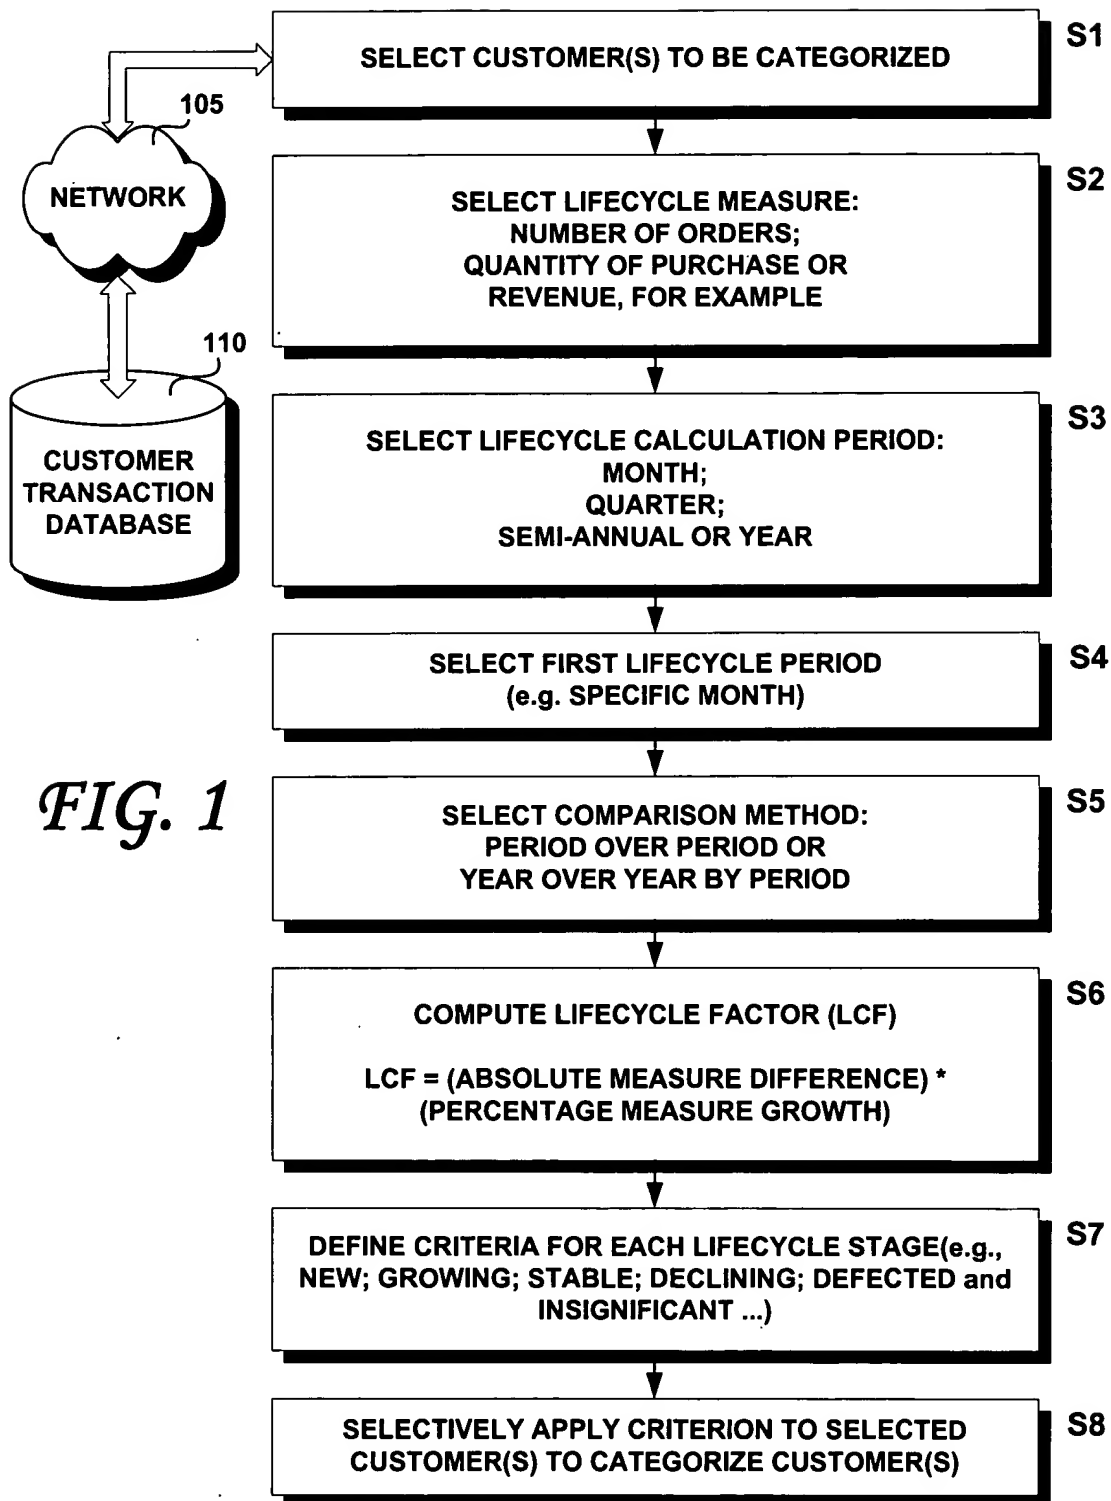 S1
SELECT CUSTOMER(S) TO BE CATEGORIZED
105
NETWORK
S2
SELECT LIFECYCLE MEASURE:
NUMBER OF ORDERS;
QUANTITY OF PURCHASE OR
REVENUE, FOR EXAMPLE
110
CUSTOMER
TRANSACTION
DATABASE
S3
SELECT LIFECYCLE CALCULATION PERIOD:
MONTH;
QUARTER;
SEMI-ANNUAL OR YEAR
S4
SELECT FIRST LIFECYCLE PERIOD
(e.g. SPECIFIC MONTH)
FIG. 1
S5
SELECT COMPARISON METHOD:
PERIOD OVER PERIOD OR
YEAR OVER YEAR BY PERIOD
S6
COMPUTE LIFECYCLE FACTOR (LCF)
LCF = (ABSOLUTE MEASURE DIFFERENCE) *
(PERCENTAGE MEASURE GROWTH)
S7
DEFINE CRITERIA FOR EACH LIFECYCLE STAGE(e.g.,
NEW; GROWING; STABLE; DECLINING; DEFECTED and
INSIGNIFICANT ...)
S8
SELECTIVELY APPLY CRITERION TO SELECTED
CUSTOMER(S) TO CATEGORIZE CUSTOMER(S)